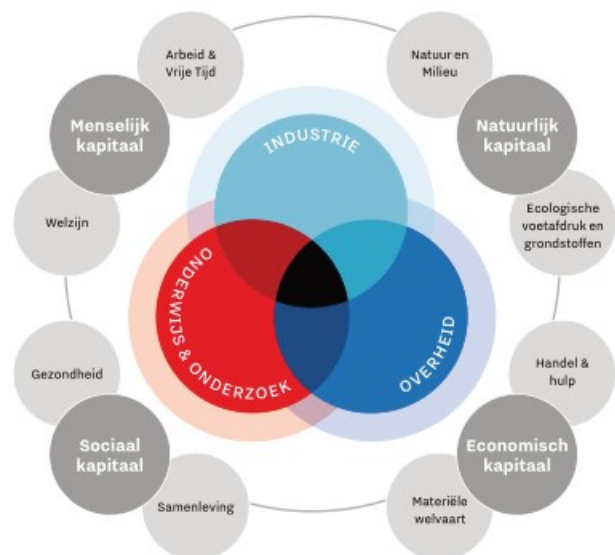 Arbeid &
Vrije Tijd
Natuur en
Milieu
Menselijk
kapitaal
INDUSTRIE
Natuurlijk
kapitaal
Welzijn
Ecologische
voetafdruk en
grondstoffen
ONDERWIJS & ONDERZOEK
OVERHEID
Gezondheid
Handel &
hulp
Sociaal
kapitaal
Economisch
kapitaal
Samenleving
Materiële
welvaart